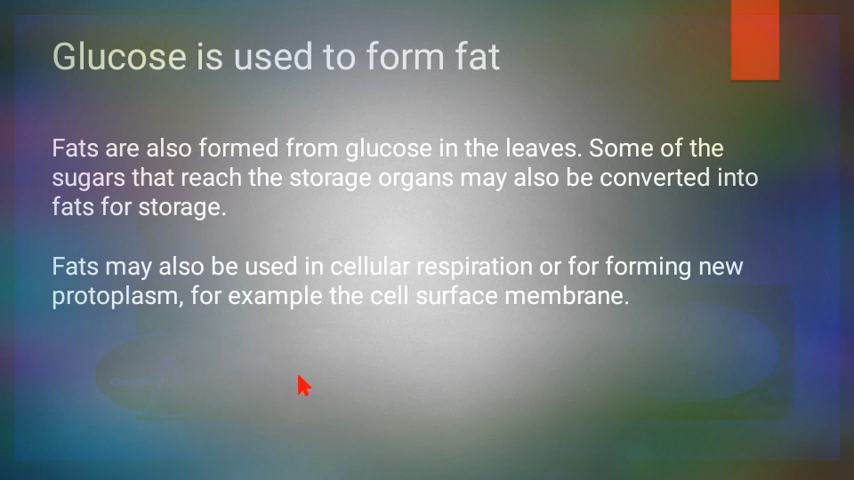 Glucose is used to form fat
Fats are also formed from glucose in the leaves. Some of the
sugars that reach the storage organs may also be converted into
fats for storage.
Fats may also be used in cellular respiration or for forming new
protoplasm, for example the cell surface membrane.